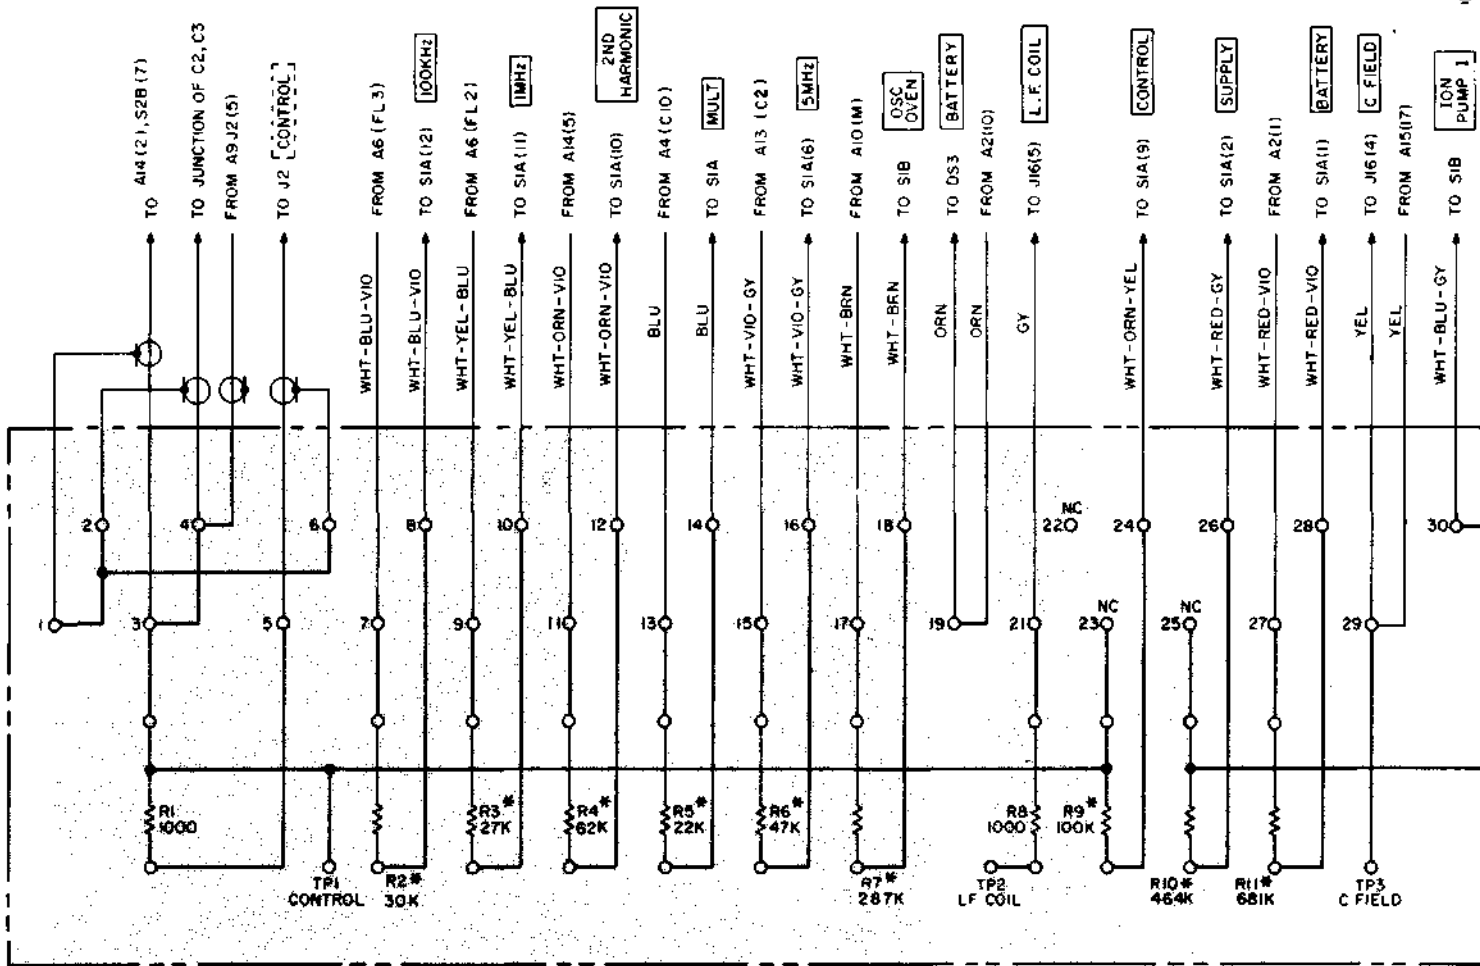 TO A14(2),S2B(7)
TO JUNCTION OF C2,C3
FROM A9J2(5)
TO J2 [CONTROL]
FROM A6(FL3)
TO S1A(12) 100KHz
FROM A6(FL2)
TO S1A(11) 1MHz
FROM A14(5)
TO S1A(10) 2ND HARMONIC
FROM A4(C10)
TO S1A MULT
FROM A13 (C2)
TO S1A(6) 5MHz
FROM A10(M)
TO S1B OSC OVEN
TO DS3 BATTERY
FROM A2(10)
TO J16(5) L.F. COIL
TO S1A(9) CONTROL
TO S1A(2) SUPPLY
FROM A2(1)
TO S1A(1) BATTERY
TO J16(4) C FIELD
FROM A15(17)
TO S1B ION PUMP 1
WHT-BLU-VIO
WHT-BLU-VIO
WHT-YEL-BLU
WHT-YEL-BLU
WHT-ORN-VIO
WHT-ORN-VIO
BLU
BLU
WHT-VIO-GY
WHT-VIO-GY
WHT-BRN
WHT-BRN
ORN
ORN
GY
WHT-ORN-YEL
WHT-RED-GY
WHT-RED-VIO
WHT-RED-VIO
YEL
YEL
WHT-BLU-GY
2 4 6 8 10 12 14 16 18 22 NC 24 26 28 30
1 3 5 7 9 11 13 15 17 19 21 23 NC 25 NC 27 29
R1
1000
TP1
CONTROL
R2*
30K
R3*
27K
R4*
62K
R5*
22K
R6*
47K
R7*
287K
TP2
LF COIL
R8
1000
R9*
100K
R10*
464K
R11*
681K
TP3
C FIELD